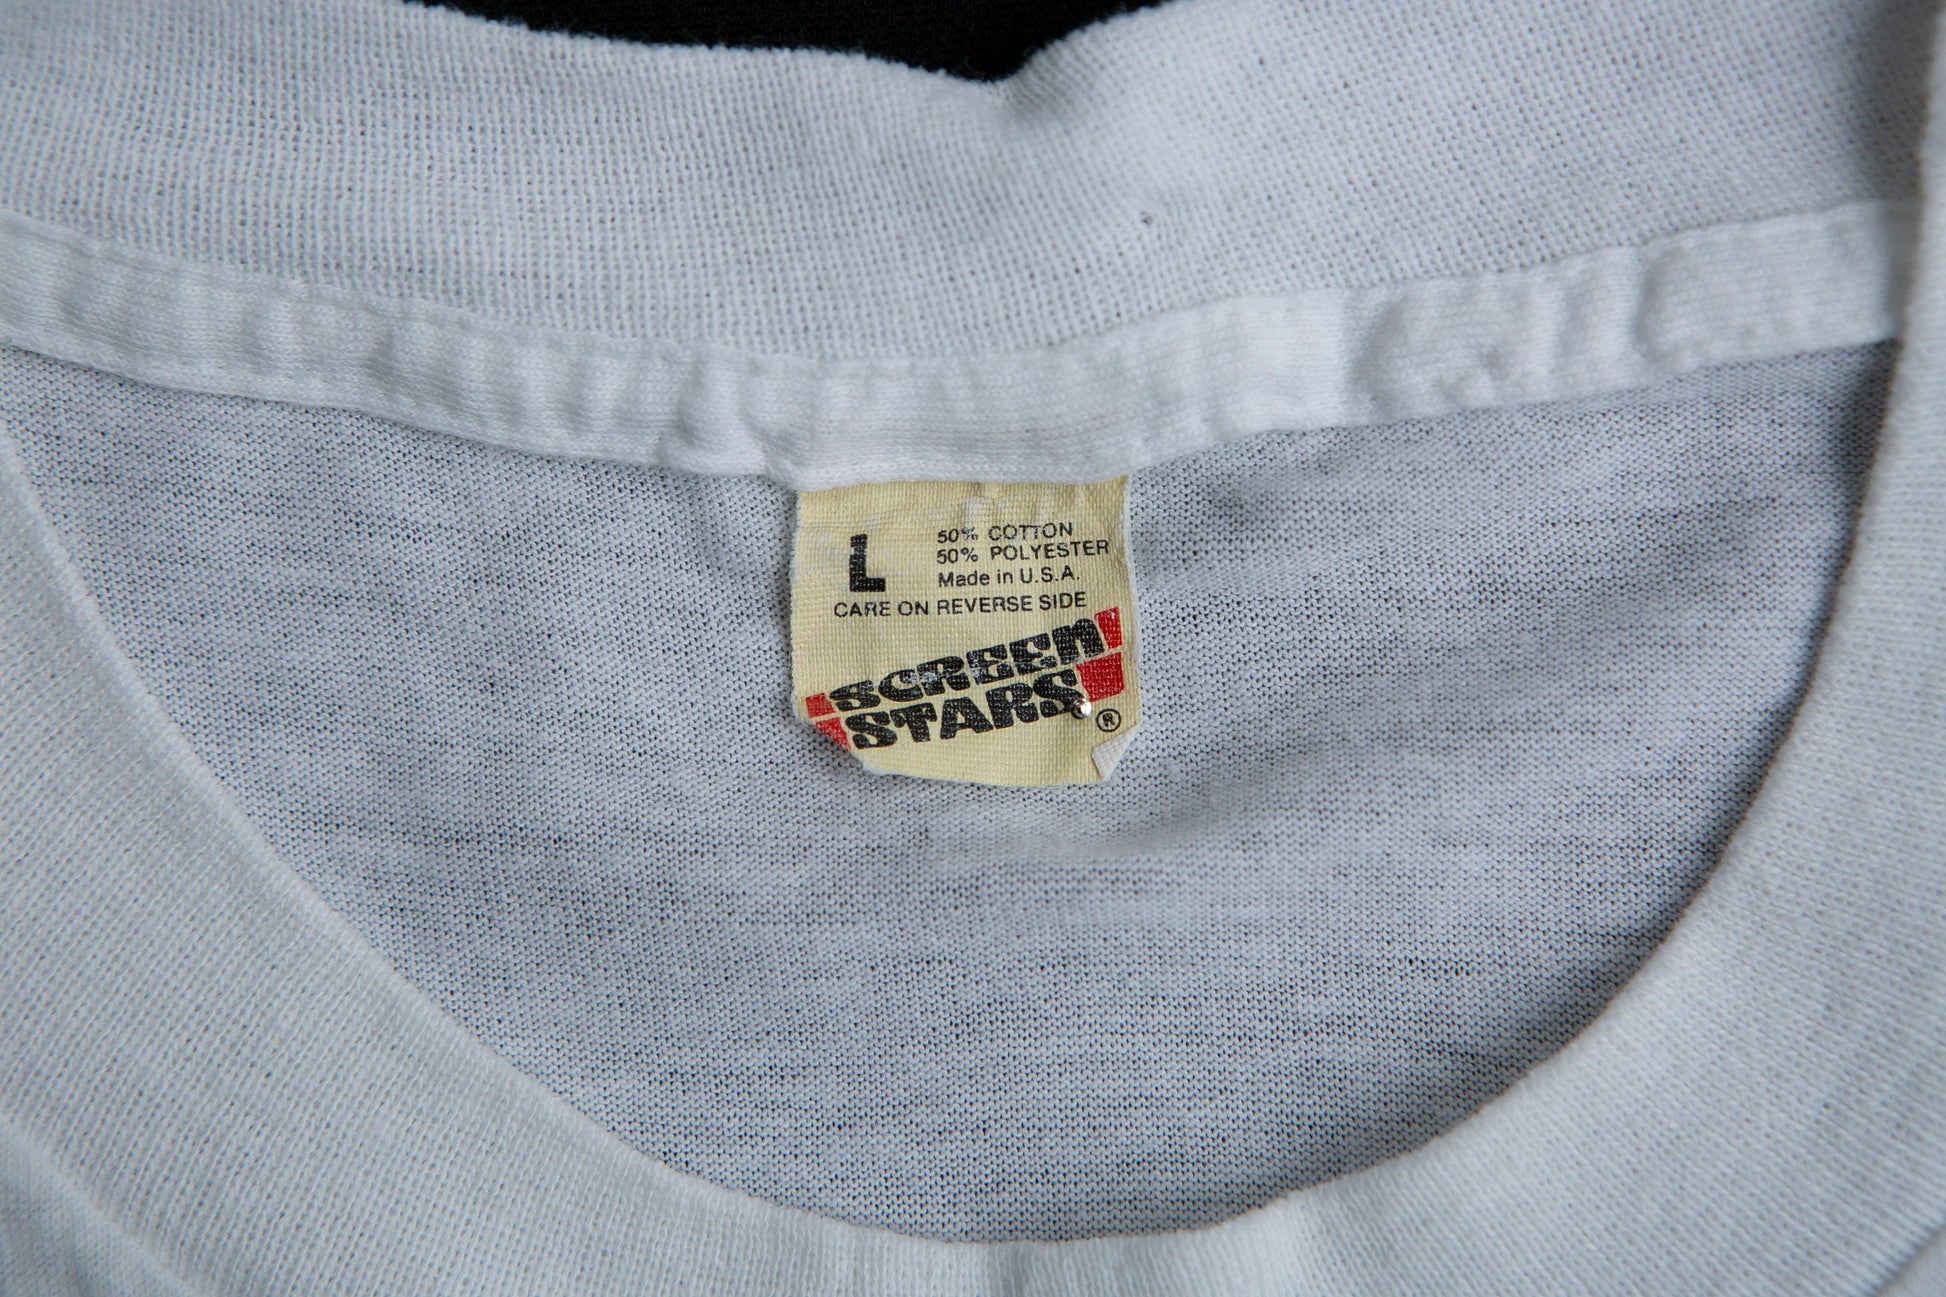 L
50% COTTON
50% POLYESTER
Made in U.S.A.
CARE ON REVERSE SIDE
SCREEN
STARS ®